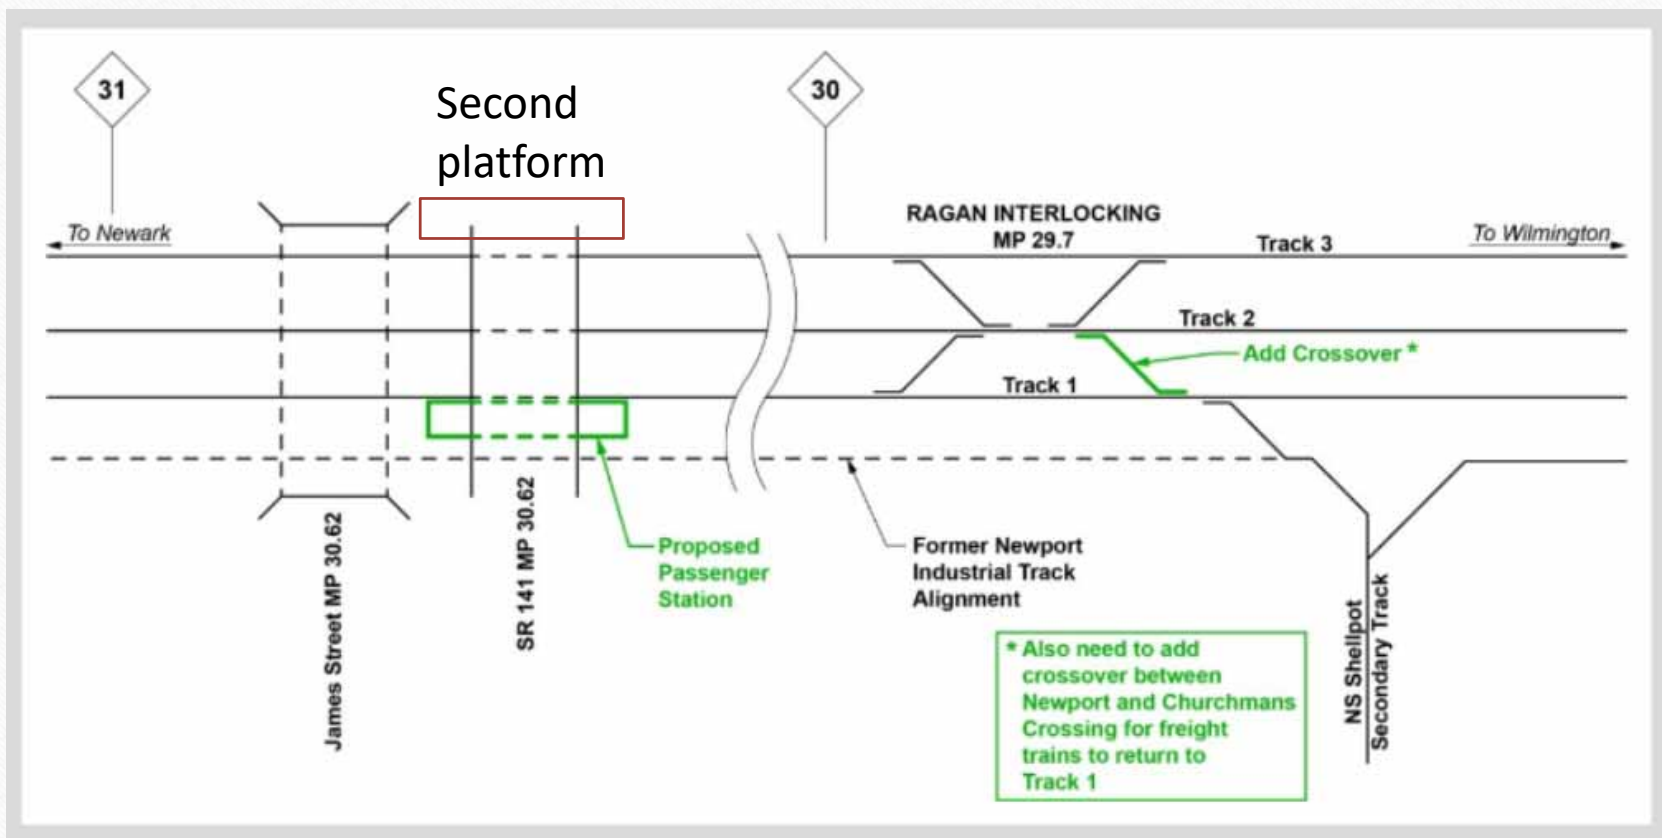 31
Second
platform
30
To Newark
RAGAN INTERLOCKING
MP 29.7
Track 3
To Wilmington
Track 2
Add Crossover *
Track 1
James Street MP 30.62
SR 141 MP 30.62
Proposed
Passenger
Station
Former Newport
Industrial Track
Alignment
* Also need to add
crossover between
Newport and Churchmans
Crossing for freight
trains to return to
Track 1
NS Shellpot
Secondary Track